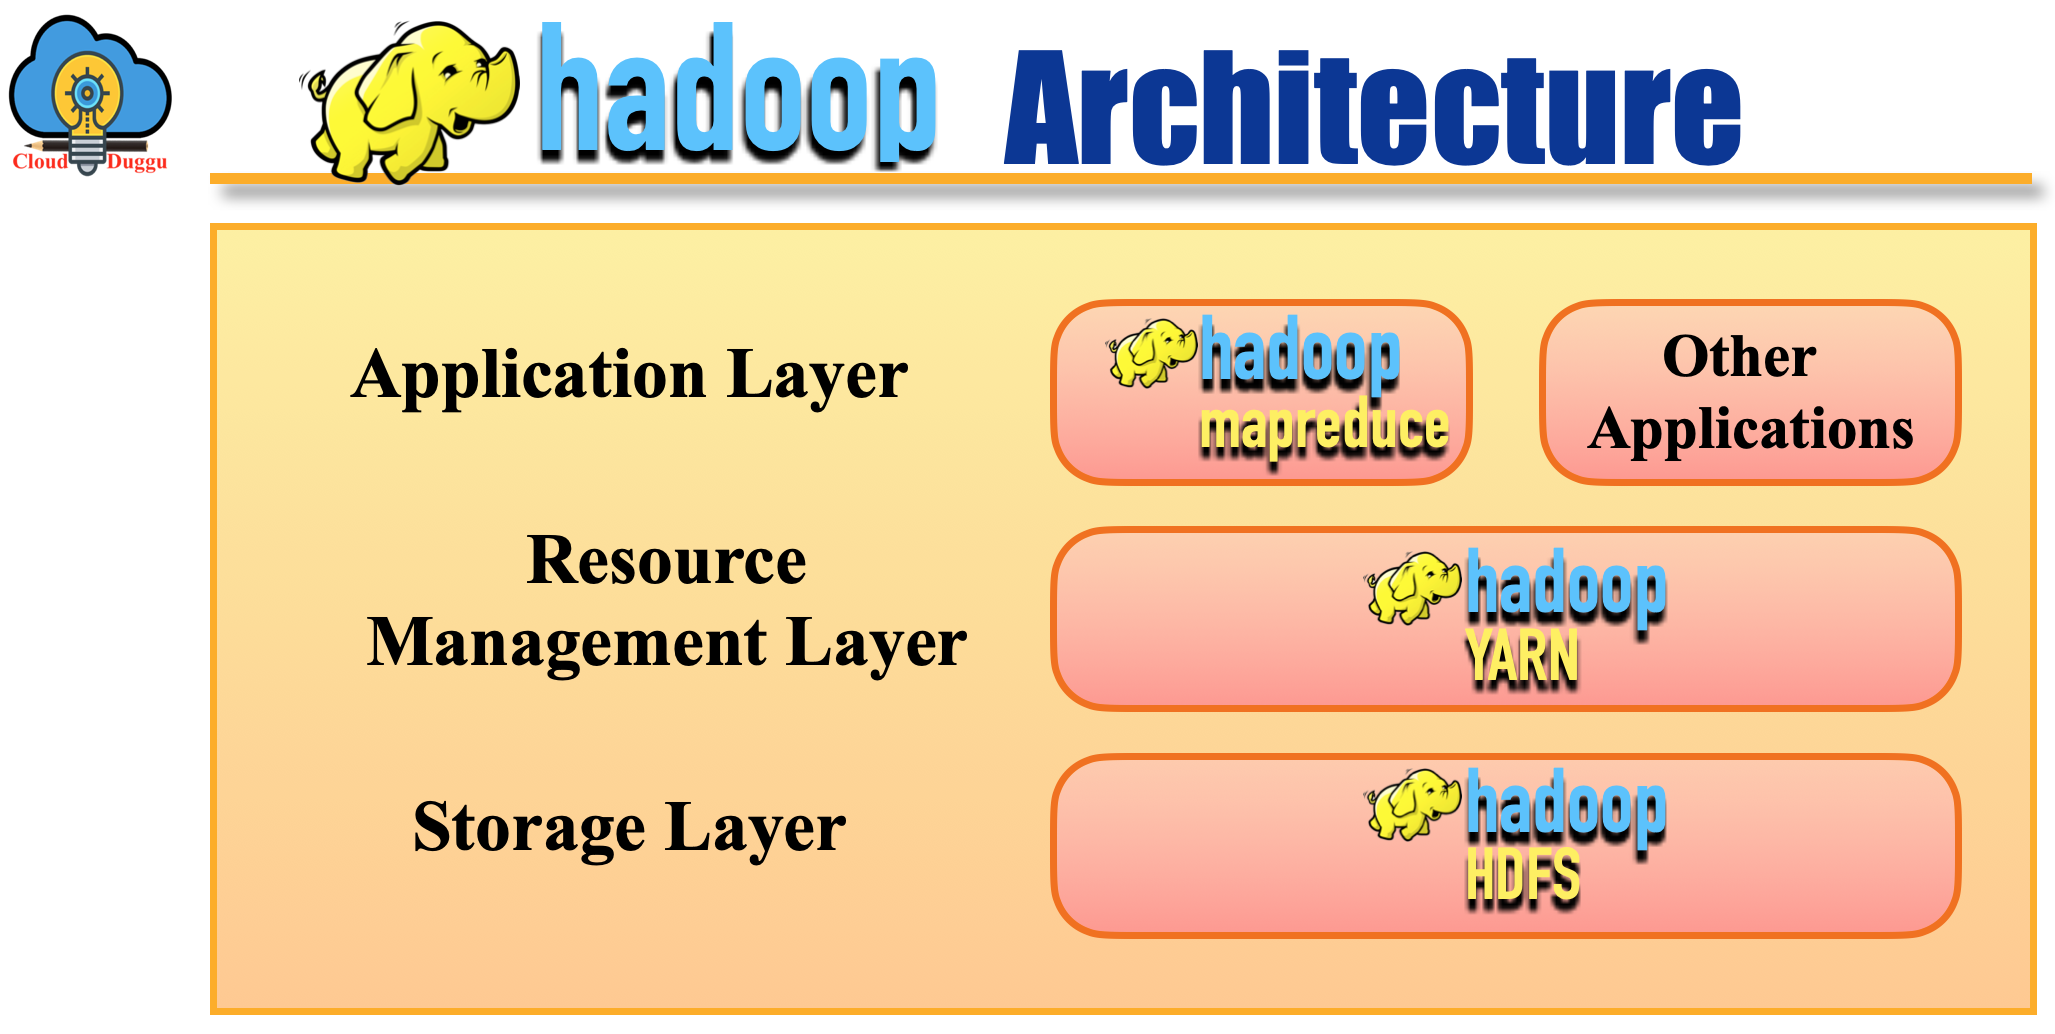 Cloud Duggu
hadoop Architecture
Application Layer
hadoop
mapreduce
Other
Applications
Resource
Management Layer
hadoop
YARN
Storage Layer
hadoop
HDFS